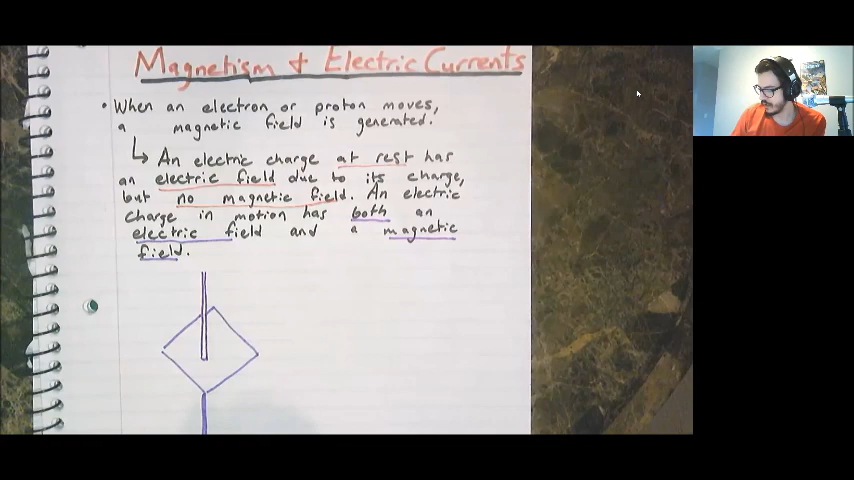 Magnetism & Electric Currents
• When an electron or proton moves,
a magnetic field is generated.
↳ An electric charge at rest has
an electric field due to its charge,
but no magnetic field. An electric
charge in motion has both an
electric field and a magnetic
field.